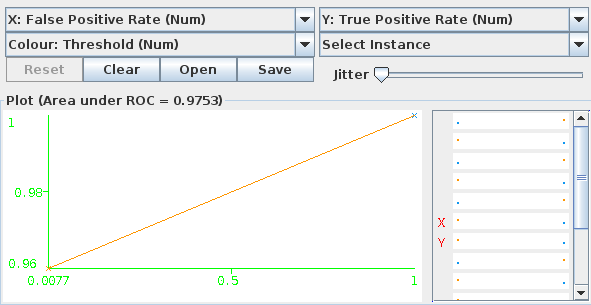 X: False Positive Rate (Num) Y: True Positive Rate (Num)
Colour: Threshold (Num) Select Instance
Reset Clear Open Save Jitter
Plot (Area under ROC = 0.9753)
1
0.98
0.96
0.0077 0.5 1
X
Y